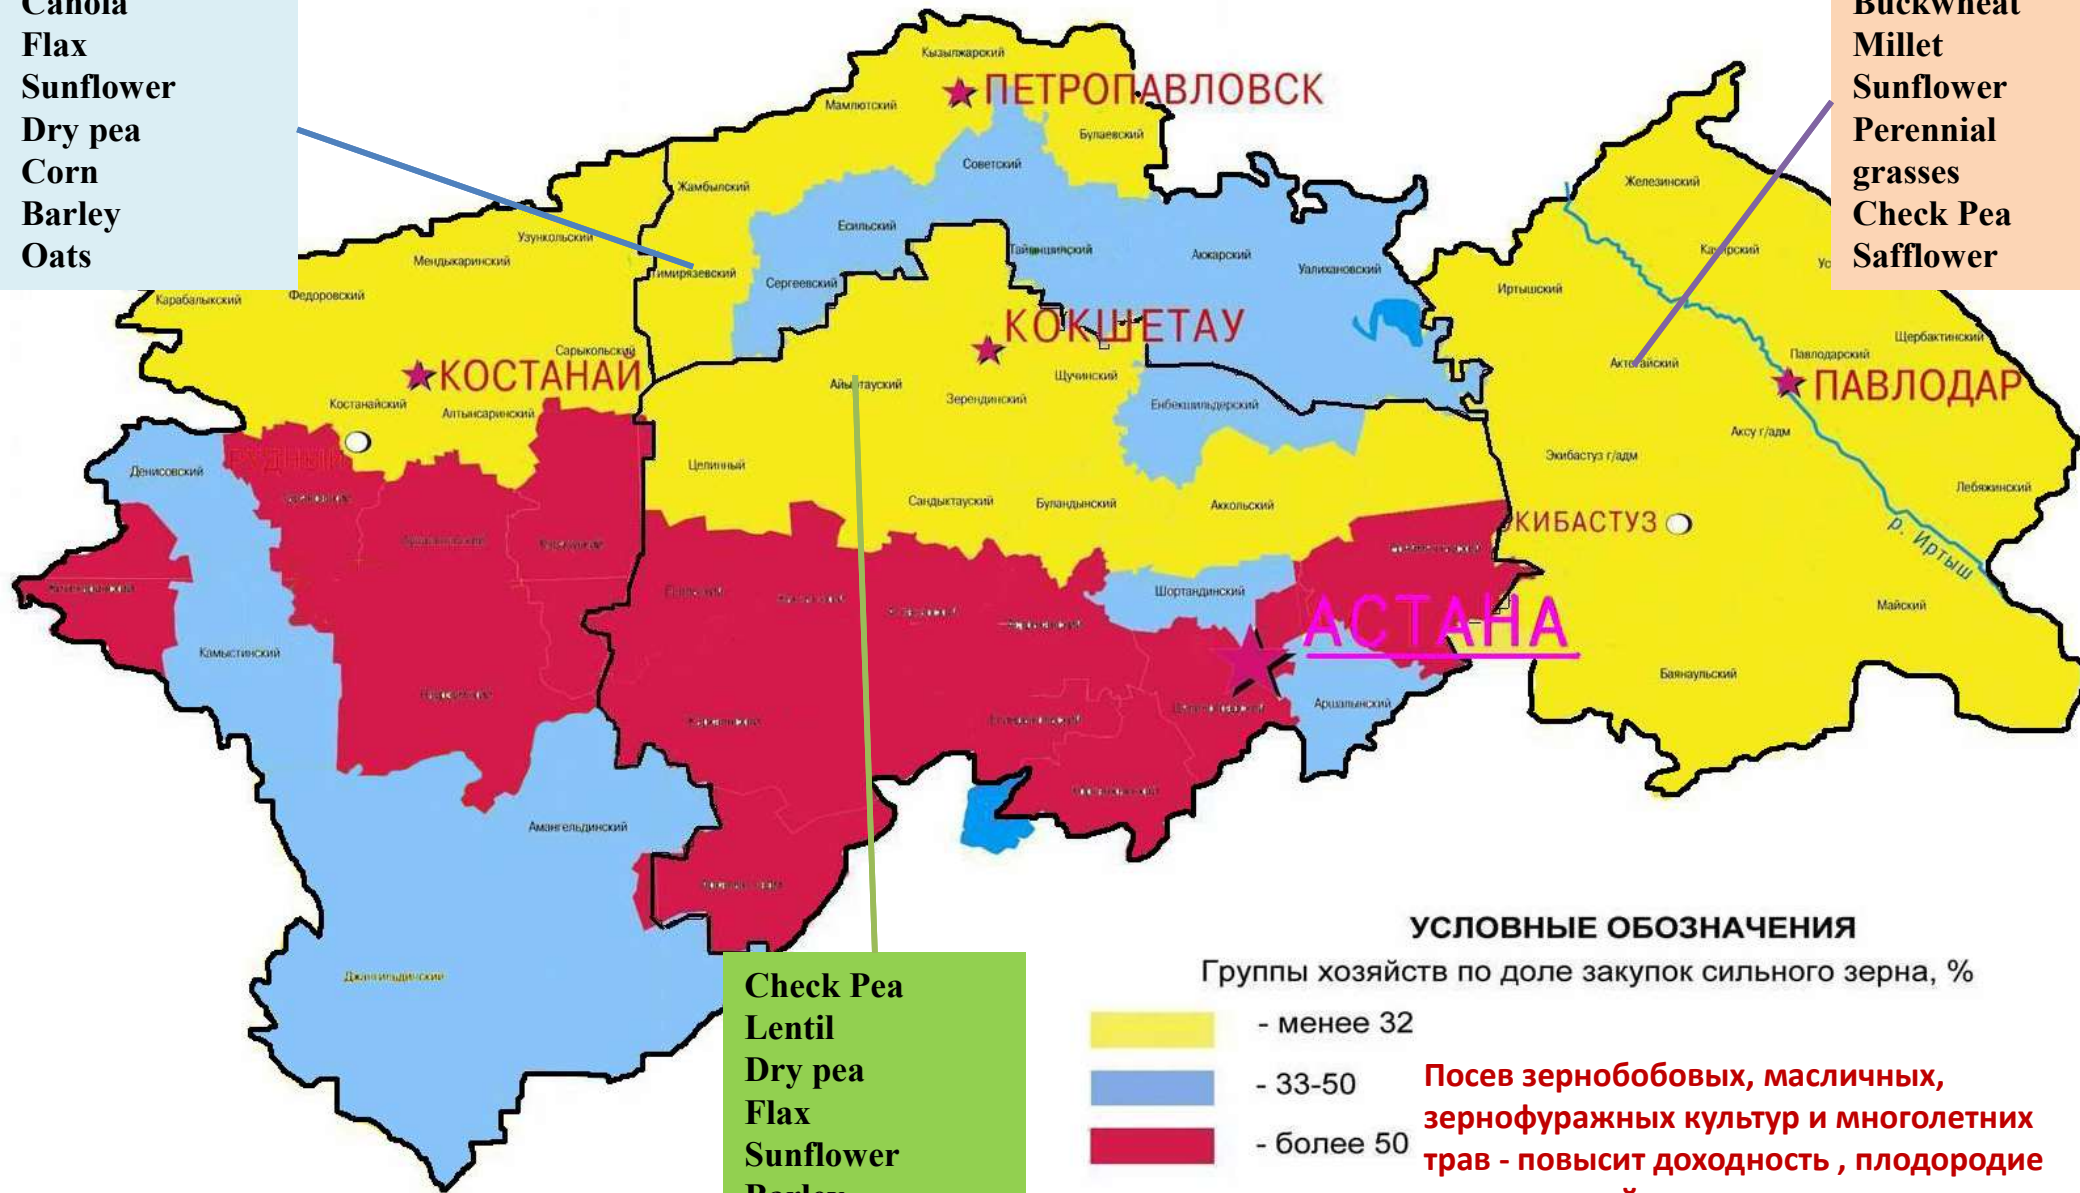 Canola
Flax
Sunflower
Dry pea
Corn
Barley
Oats
Buckwheat
Millet
Sunflower
Perennial
grasses
Check Pea
Safflower
Кызылжарский
ПЕТРОПАВЛОВСК
Мамлютский
Булаевский
Советский
Жамбылский
Железинский
Есильский
Узункольский
Тайыншинский
Акжарский
Уалихановский
Качирский
Мендыкаринский
Тимирязевский
Сергеевский
Иртышский
Карабалыкский
Федоровский
КОКШЕТАУ
Щербактинский
Сарыкольский
Павлодарский
Актогайский
КОСТАНАЙ
Айыртауский
Щучинский
ПАВЛОДАР
Зерендинский
Костанайский
Алтынсаринский
Енбекшильдерский
Аксу г/адм
РУДНЫЙ
Денисовский
Целинный
Экибастуз г/адм
Лебяжинский
Сандыктауский
Буландынский
Аккольский
КИБАСТУЗ
р. Иртыш
Шортандинский
Майский
АСТАНА
Камыстинский
Баянаульский
Аршалынский
Амангельдинский
Джангильдинский
Check Pea
Lentil
Dry pea
Flax
Sunflower
Barley
УСЛОВНЫЕ ОБОЗНАЧЕНИЯ
Группы хозяйств по доле закупок сильного зерна, %
- менее 32
- 33-50
- более 50
Посев зернобобовых, масличных,
зернофуражных культур и многолетних
трав - повысит доходность , плодородие